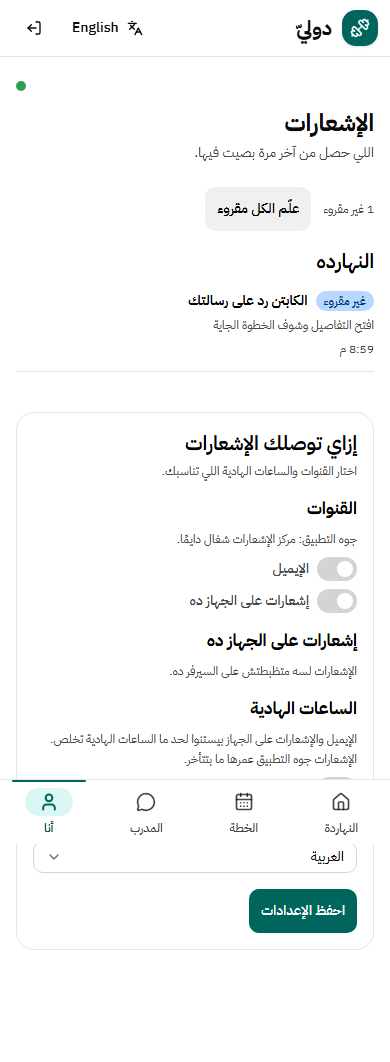 دوليّ
English
الإشعارات
اللي حصل من آخر مرة بصيت فيها.
1 غير مقروء
علّم الكل مقروء
النهارده
غير مقروء الكابتن رد على رسالتك
افتح التفاصيل وشوف الخطوة الجاية
8:59 م
إزاي توصلك الإشعارات
اختار القنوات والساعات الهادية اللي تناسبك.
القنوات
جوه التطبيق: مركز الإشعارات شغال دايمًا.
الإيميل
إشعارات على الجهاز ده
إشعارات على الجهاز ده
الإشعارات لسه متظبطتش على السيرفر ده.
الساعات الهادية
الإيميل والإشعارات على الجهاز بيستنوا لحد ما الساعات الهادية تخلص.
الإشعارات جوه التطبيق عمرها ما بتتأخر.
النهاردة
الخطة
المدرب
أنا
العربية
احفظ الإعدادات